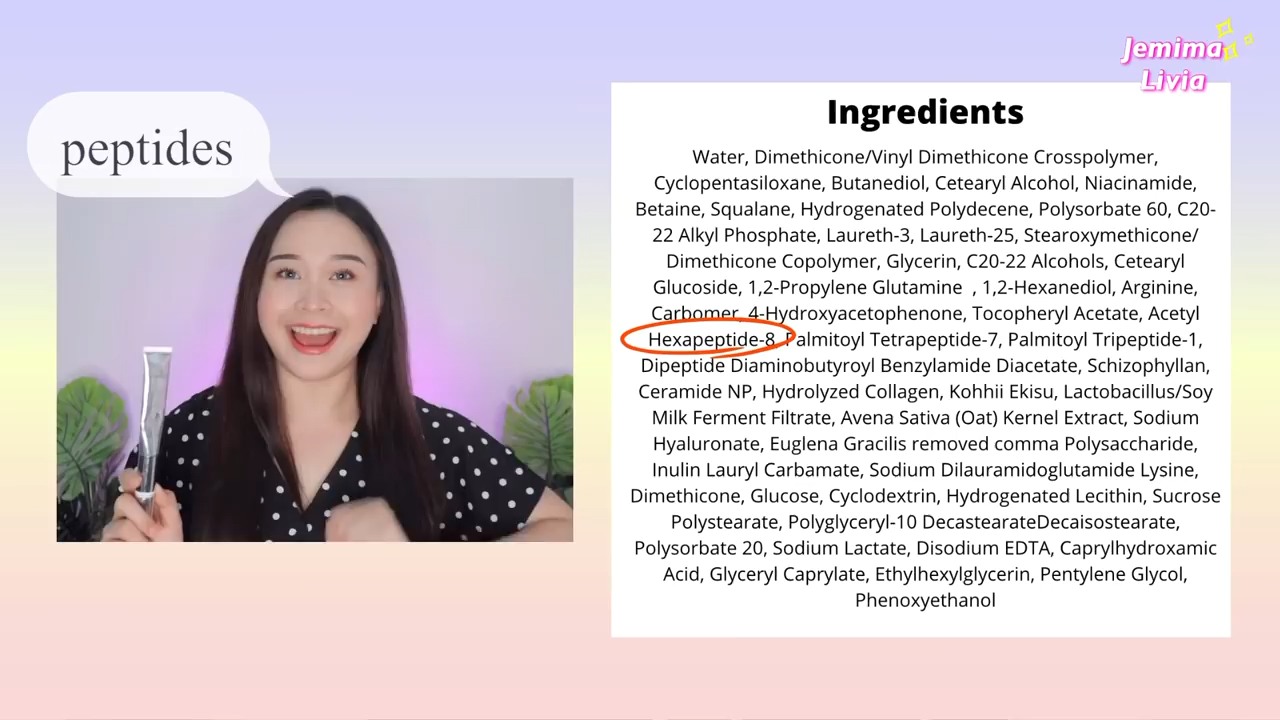 Jemima
Livia
peptides
Ingredients
Water, Dimethicone/Vinyl Dimethicone Crosspolymer,
Cyclopentasiloxane, Butanediol, Cetearyl Alcohol, Niacinamide,
Betaine, Squalane, Hydrogenated Polydecene, Polysorbate 60, C20-
22 Alkyl Phosphate, Laureth-3, Laureth-25, Stearoxymethicone/
Dimethicone Copolymer, Glycerin, C20-22 Alcohols, Cetearyl
Glucoside, 1,2-Propylene Glutamine , 1,2-Hexanediol, Arginine,
Carbomer, 4-Hydroxyacetophenone, Tocopheryl Acetate, Acetyl
Hexapeptide-8, Palmitoyl Tetrapeptide-7, Palmitoyl Tripeptide-1,
Dipeptide Diaminobutyroyl Benzylamide Diacetate, Schizophyllan,
Ceramide NP, Hydrolyzed Collagen, Kohhii Ekisu, Lactobacillus/Soy
Milk Ferment Filtrate, Avena Sativa (Oat) Kernel Extract, Sodium
Hyaluronate, Euglena Gracilis removed comma Polysaccharide,
Inulin Lauryl Carbamate, Sodium Dilauramidoglutamide Lysine,
Dimethicone, Glucose, Cyclodextrin, Hydrogenated Lecithin, Sucrose
Polystearate, Polyglyceryl-10 DecastearateDecaisostearate,
Polysorbate 20, Sodium Lactate, Disodium EDTA, Caprylhydroxamic
Acid, Glyceryl Caprylate, Ethylhexylglycerin, Pentylene Glycol,
Phenoxyethanol